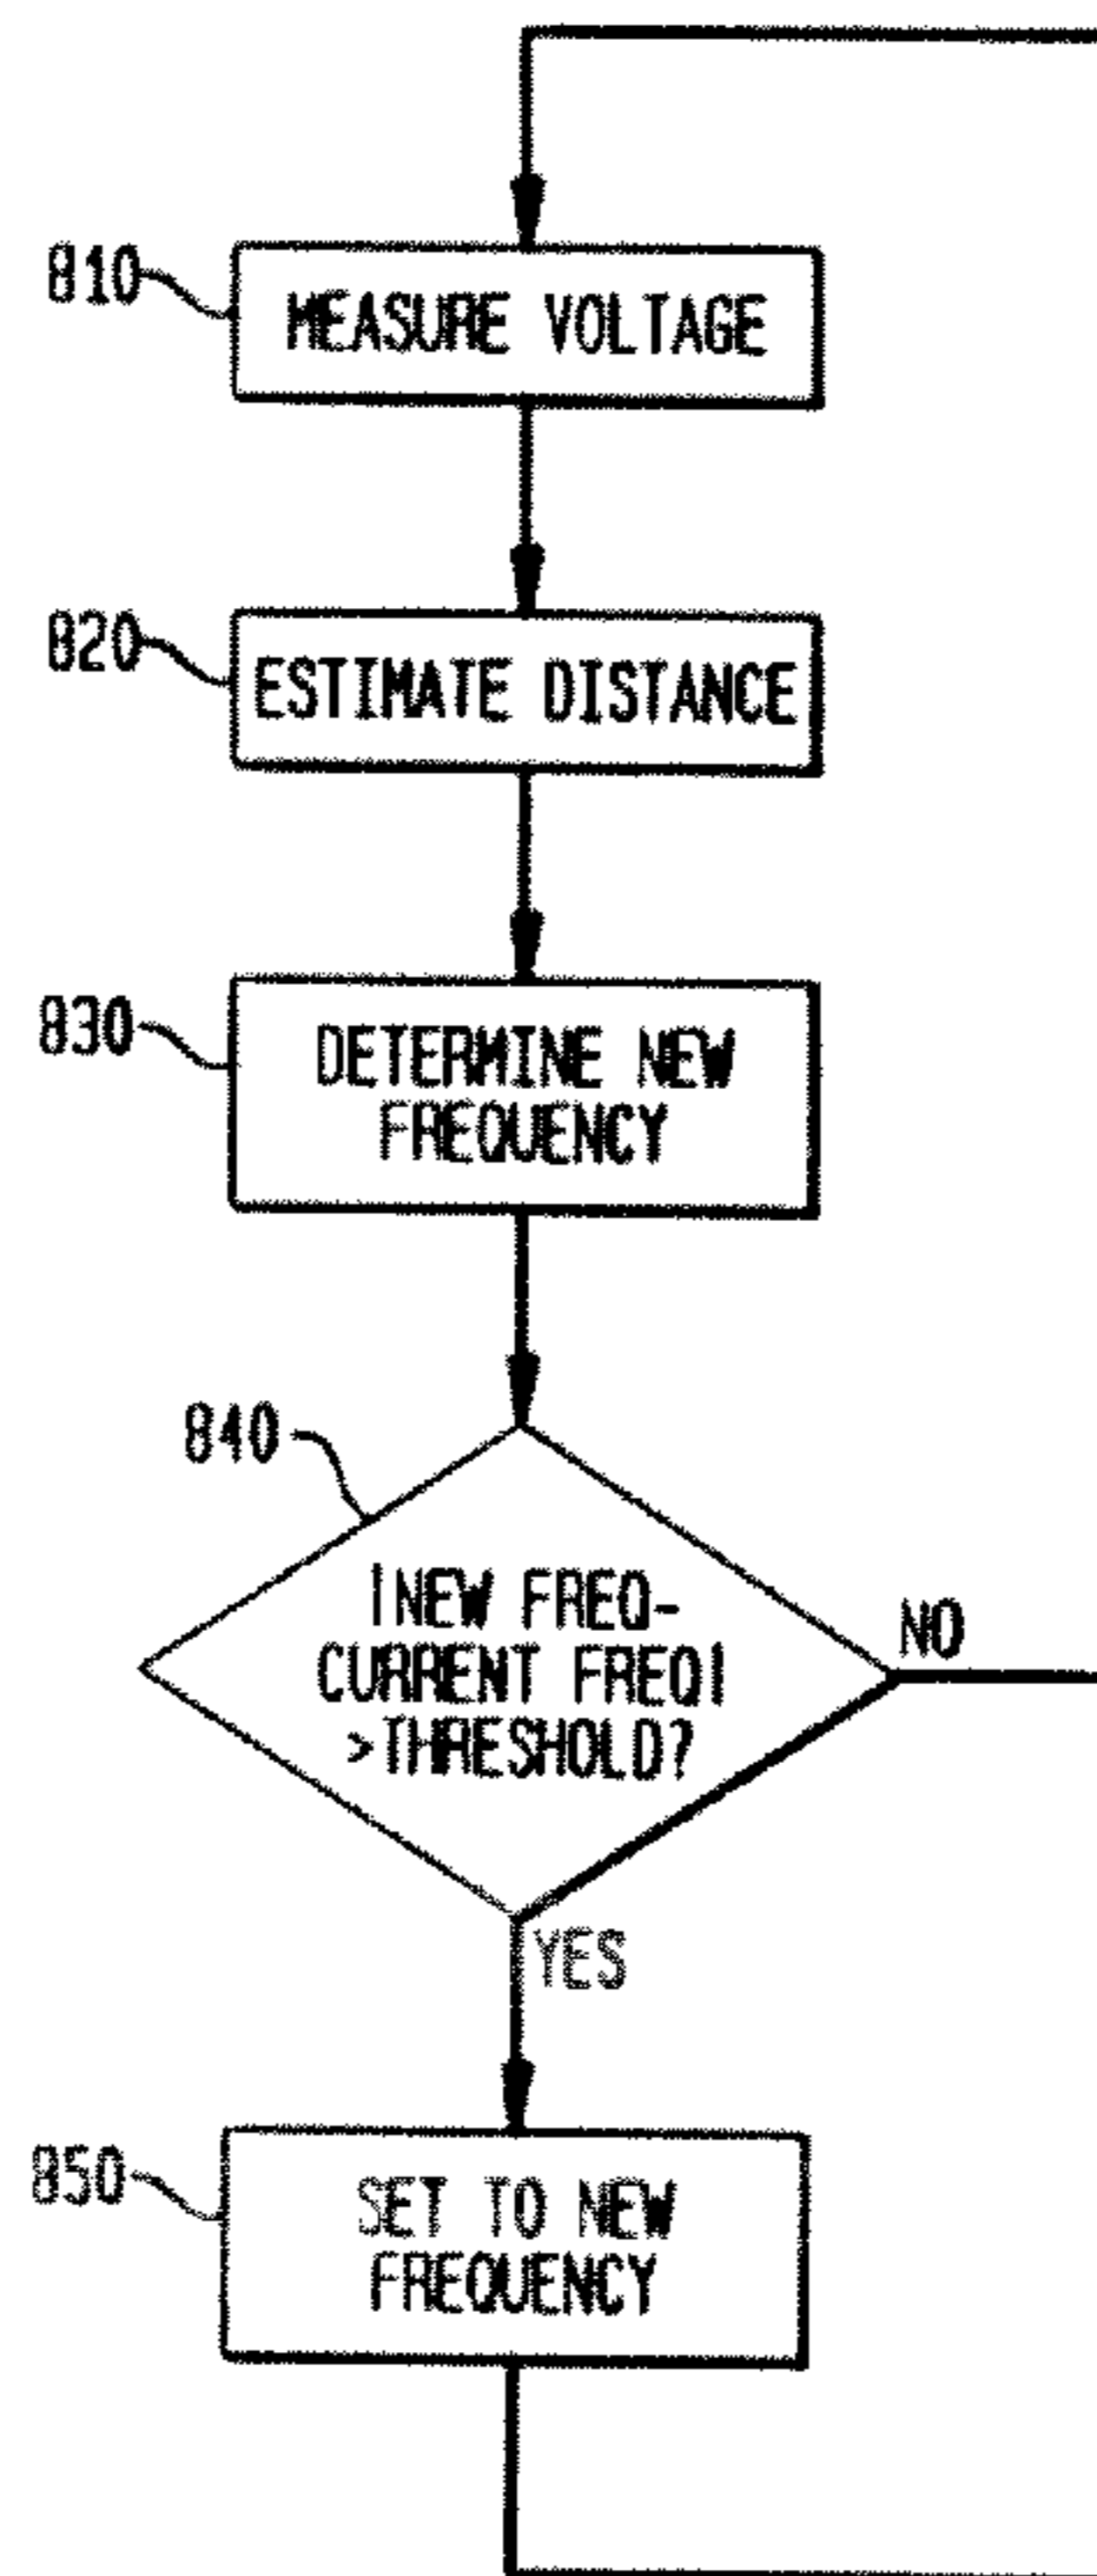 810
MEASURE VOLTAGE
820
ESTIMATE DISTANCE
830
DETERMINE NEW
FREQUENCY
840
|NEW FREQ-
CURRENT FREQ|
>THRESHOLD?
NO
YES
850
SET TO NEW
FREQUENCY